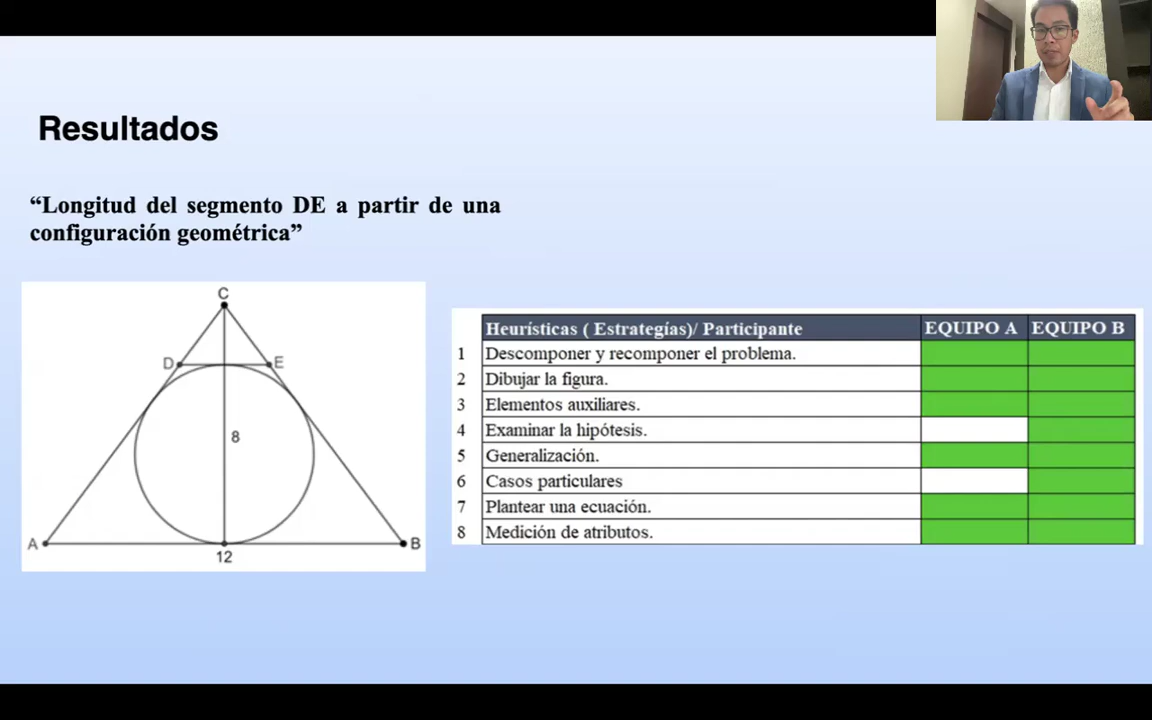 Resultados
“Longitud del segmento DE a partir de una
configuración geométrica”
C
D
E
8
A
B
12
Heurísticas ( Estrategías)/ Participante EQUIPO A EQUIPO B
1 Descomponer y recomponer el problema.
2 Dibujar la figura.
3 Elementos auxiliares.
4 Examinar la hipótesis.
5 Generalización.
6 Casos particulares
7 Plantear una ecuación.
8 Medición de atributos.